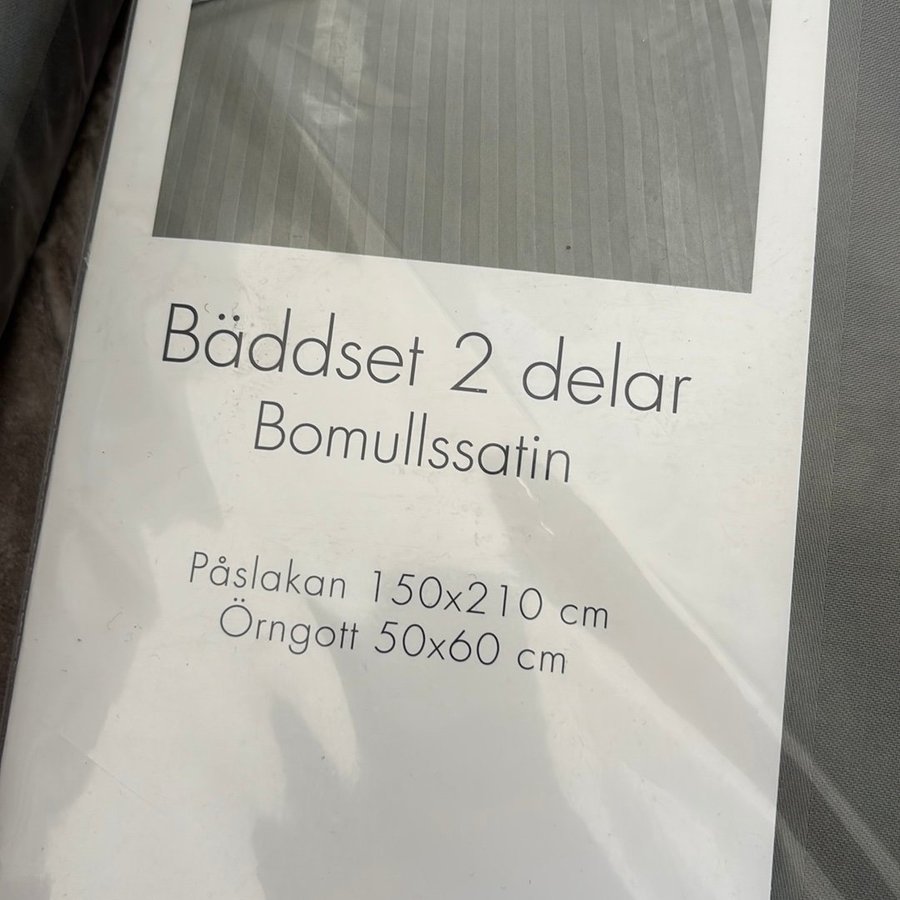 Bäddset 2 delar
Bomullssatin
Påslakan 150x210 cm
Örngott 50x60 cm